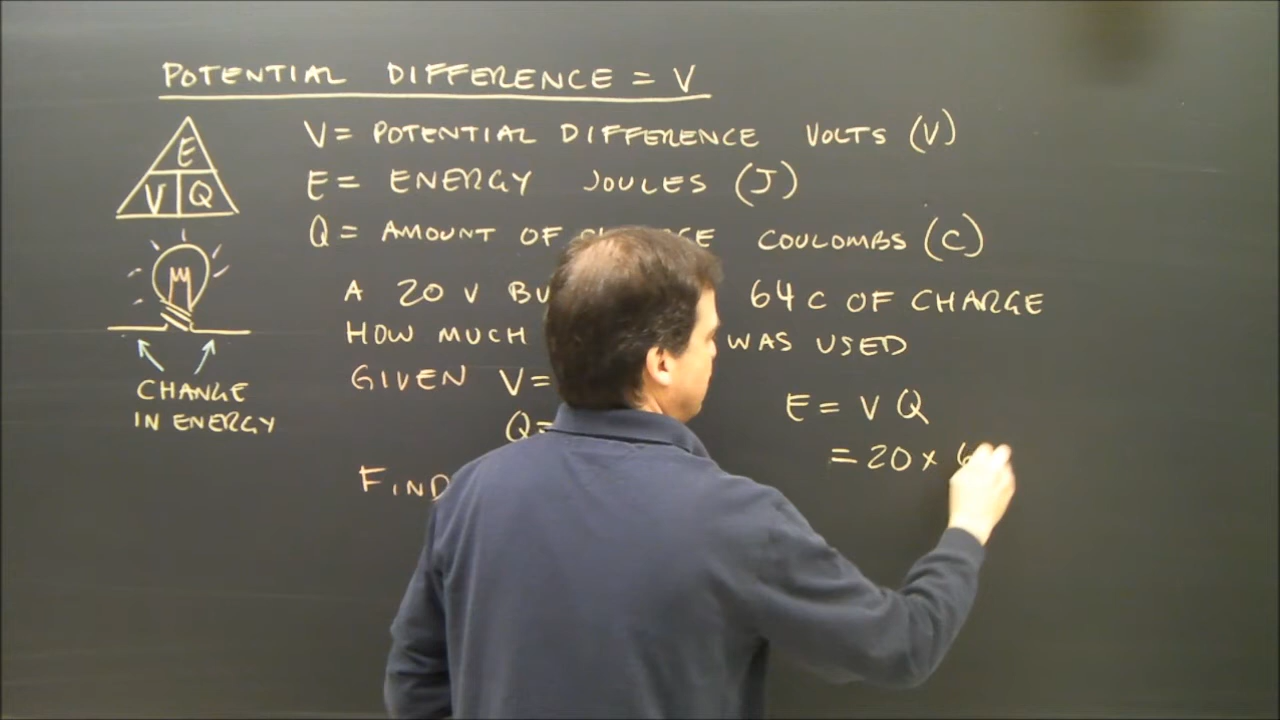 POTENTIAL DIFFERENCE = V
E
V Q
V = POTENTIAL DIFFERENCE VOLTS (V)
E = ENERGY JOULES (J)
Q = AMOUNT OF COULOMBS (C)
A 20 V 64 C OF CHARGE
HOW MUCH WAS USED
GIVEN V =
Q =
FIND
CHANGE
IN ENERGY
E = V Q
= 20 × 6